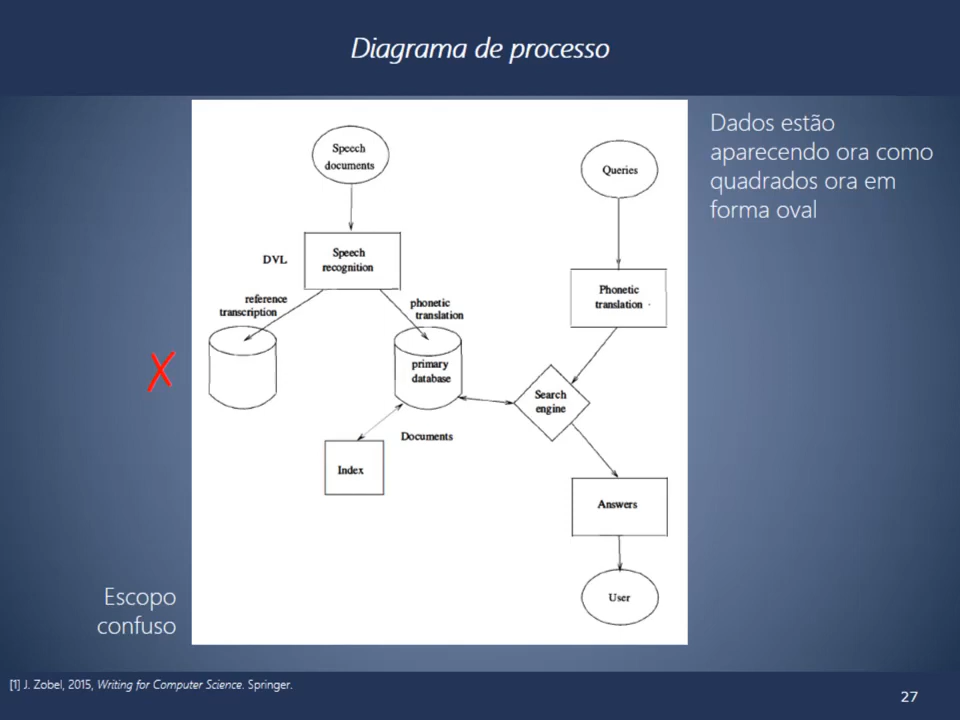 Diagrama de processo
Dados estão
aparecendo ora como
quadrados ora em
forma oval
Speech
documents
Queries
DVL
Speech
recognition
Phonetic
translation
reference
transcription
phonetic
translation
X
primary
database
Search
engine
Documents
Index
Answers
User
Escopo
confuso
[1] J. Zobel, 2015, Writing for Computer Science. Springer.
27